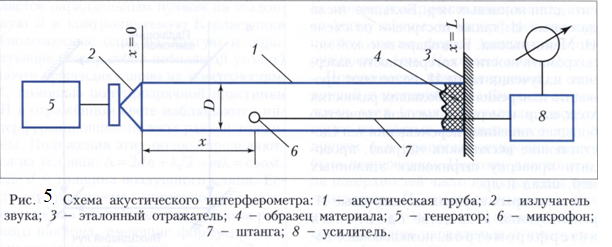 x=0
x=L
2
1
4
5
D
8
x
6
7
Рис. 5. Схема акустического интерферометра: 1 – акустическая труба; 2 – излучатель
звука; 3 – эталонный отражатель; 4 – образец материала; 5 – генератор; 6 – микрофон;
7 – штанга; 8 – усилитель.